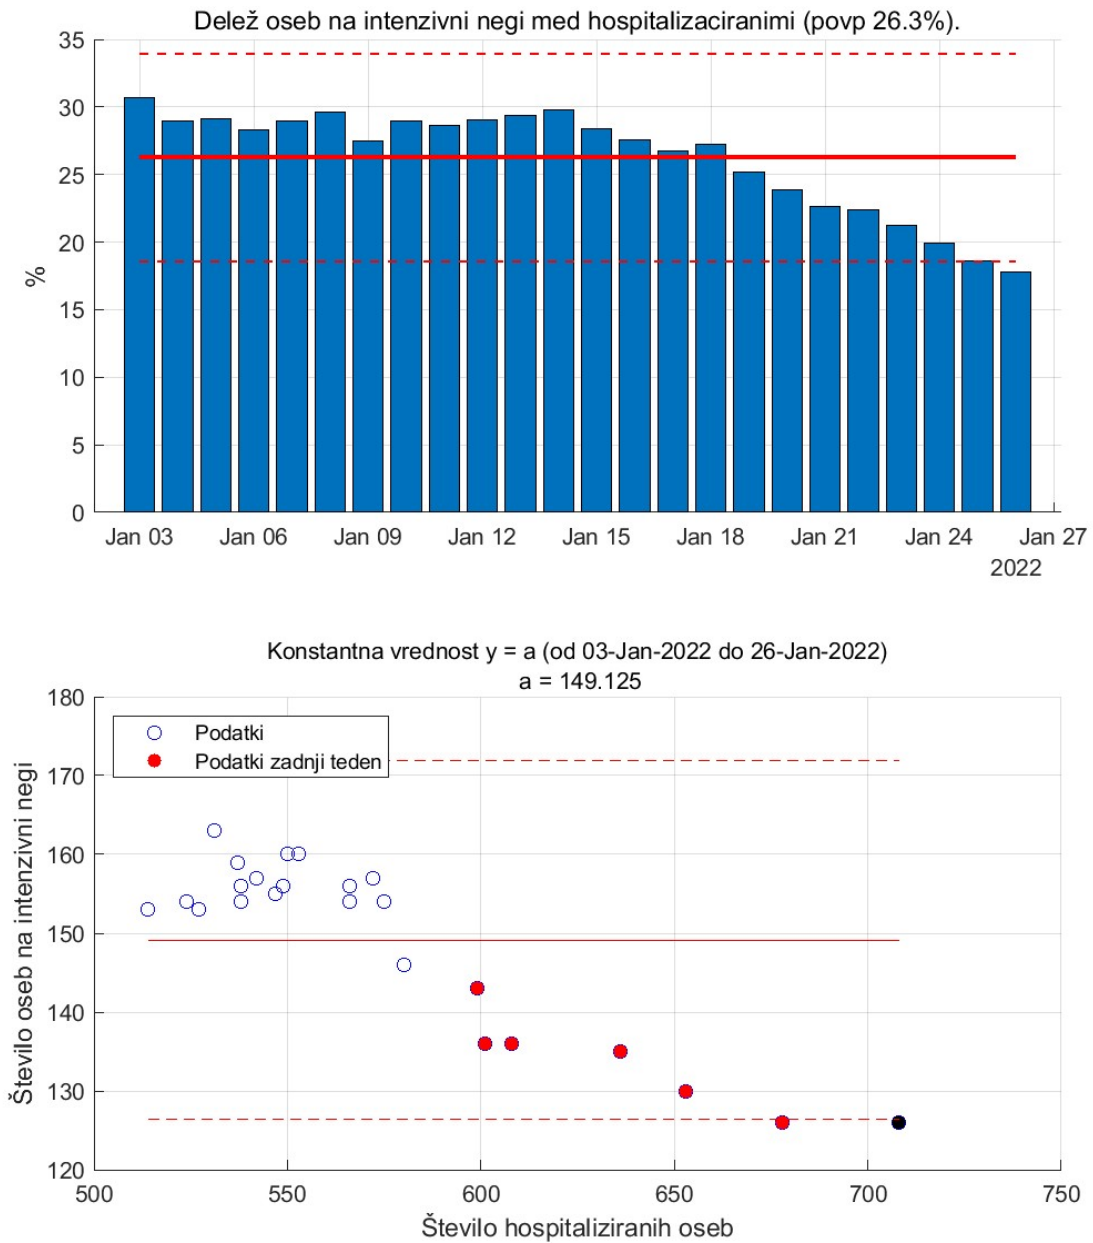 Delež oseb na intenzivni negi med hospitalizaciranimi (povp 26.3%).
35
30
25
20
15
10
5
0
%
Jan 03 Jan 06 Jan 09 Jan 12 Jan 15 Jan 18 Jan 21 Jan 24 Jan 27
2022
Konstantna vrednost y = a (od 03-Jan-2022 do 26-Jan-2022)
a = 149.125
180
170
160
150
140
130
120
Število oseb na intenzivni negi
Podatki
Podatki zadnji teden
500 550 600 650 700 750
Število hospitaliziranih oseb